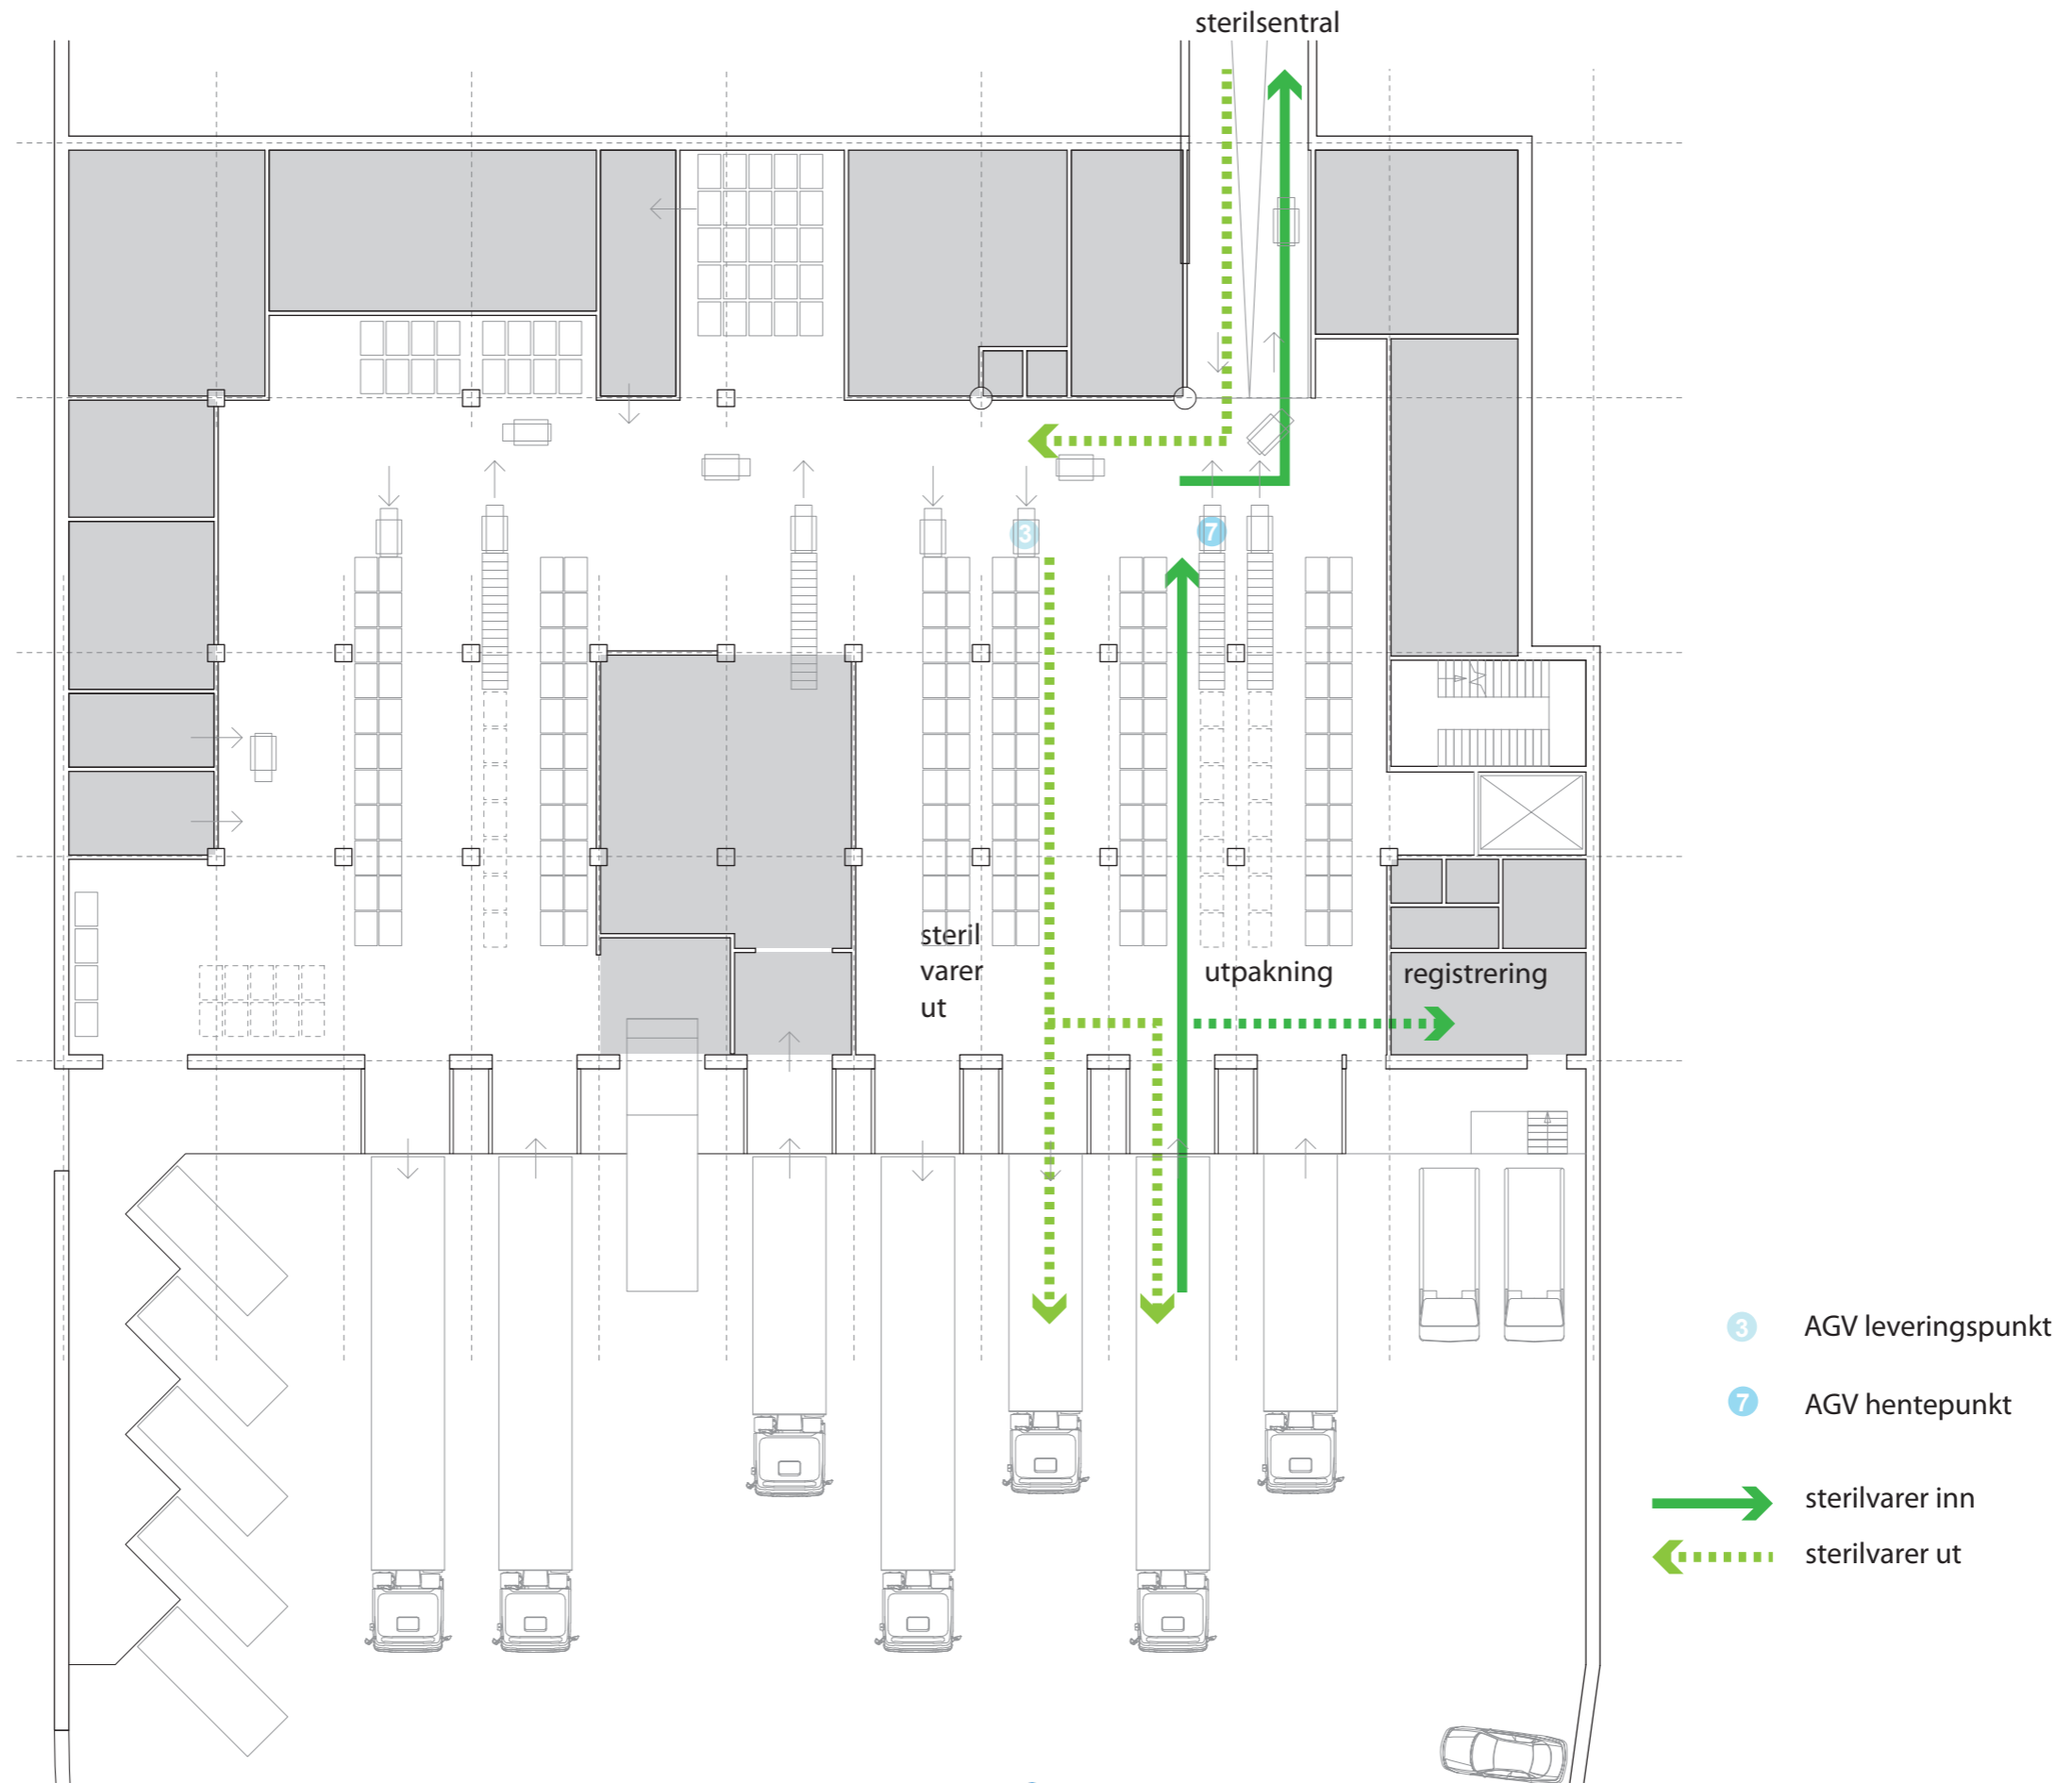 sterilsentral
3
7
steril
varer
ut
utpakning
registrering
3 AGV leveringspunkt
7 AGV hentepunkt
sterilvarer inn
sterilvarer ut